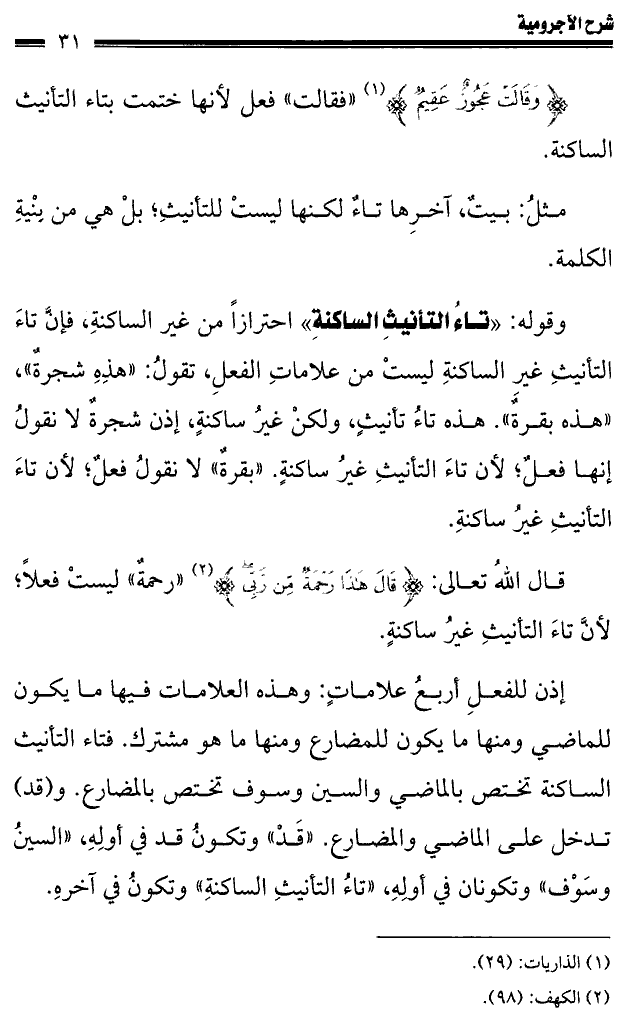 شرح الآجرومية
٣١
﴿ وَقَالَتْ عَجُوزٌ عَقِيمٌ ﴾(١) «فقالت» فعل لأنها ختمت بتاء التأنيث
الساكنة.
مثلُ: بيتٌ، آخرِها تاءٌ لكنها ليستْ للتأنيثِ؛ بلْ هي من بِنْيةِ
الكلمة.
وقوله: «تاءُ التأنيثِ الساكنةِ» احترازاً من غير الساكنةِ، فإنَّ تاءَ
التأنيثِ غيرِ الساكنةِ ليستْ من علاماتِ الفعلِ، تقولُ: «هذهِ شجرةٌ»،
«هذه بقرةٌ». هذه تاءُ تأنيثٍ، ولكنْ غيرُ ساكنةٍ، إذن شجرةٌ لا نقولُ
إنها فعلٌ؛ لأن تاءَ التأنيثِ غيرُ ساكنةٍ. «بقرةٌ» لا نقولُ فعلٌ؛ لأن تاءَ
التأنيثِ غيرُ ساكنةٍ.
قال اللهُ تعالى: ﴿ قَالَ هَٰذَا رَحْمَةٌ مِّن رَّبِّي ﴾(٢) «رحمةٌ» ليستْ فعلاً؛
لأنَّ تاءَ التأنيثِ غيرُ ساكنةٍ.
إذن للفعلِ أربعُ علاماتٍ: وهذه العلامات فيها ما يكون
للماضي ومنها ما يكون للمضارع ومنها ما هو مشترك. فتاء التأنيث
الساكنة تختص بالماضي والسين وسوف تختص بالمضارع. و(قد)
تدخل على الماضي والمضارع. «قَدْ» وتكونُ قد في أولِهِ، «السينُ
وسَوْف» وتكونان في أولِهِ، «تاءُ التأنيثِ الساكنةِ» وتكونُ في آخرهِ.
(١) الذاريات: (٢٩).
(٢) الكهف: (٩٨).